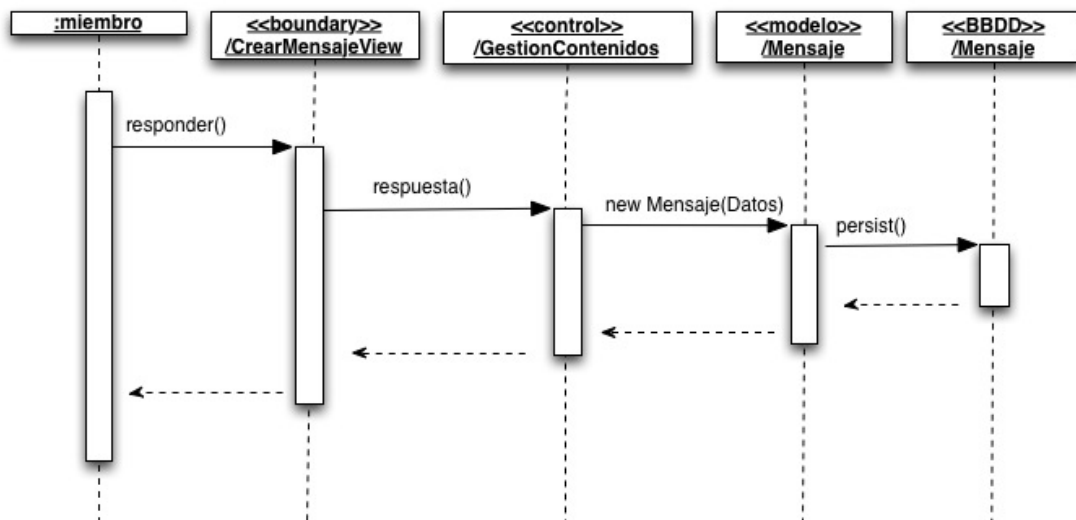 :miembro
<<boundary>>
/CrearMensajeView
<<control>>
/GestionContenidos
<<modelo>>
/Mensaje
<<BBDD>>
/Mensaje
responder()
respuesta()
new Mensaje(Datos)
persist()